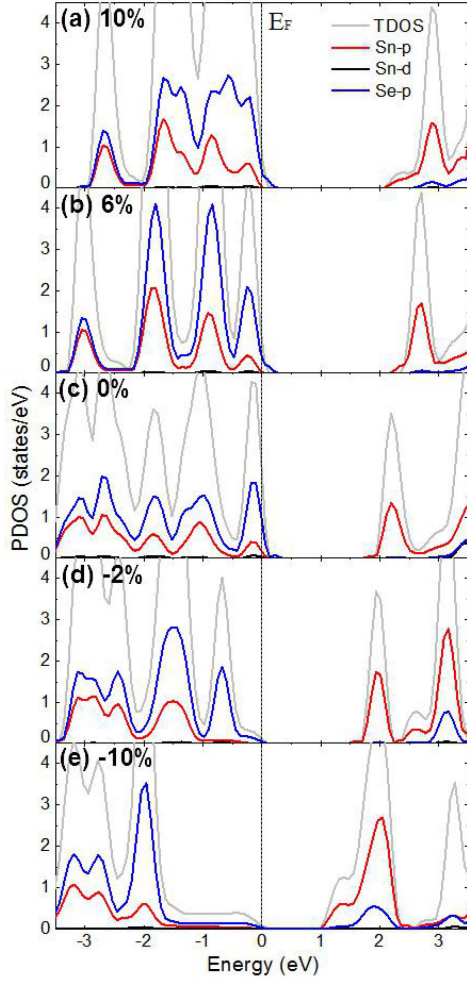 (a) 10%
E_F
TDOS
Sn-p
Sn-d
Se-p
4
3
2
1
0
(b) 6%
4
3
2
1
0
(c) 0%
4
3
2
1
0
(d) -2%
4
3
2
1
0
(e) -10%
4
3
2
1
0
PDOS (states/eV)
-3 -2 -1 0 1 2 3
Energy (eV)